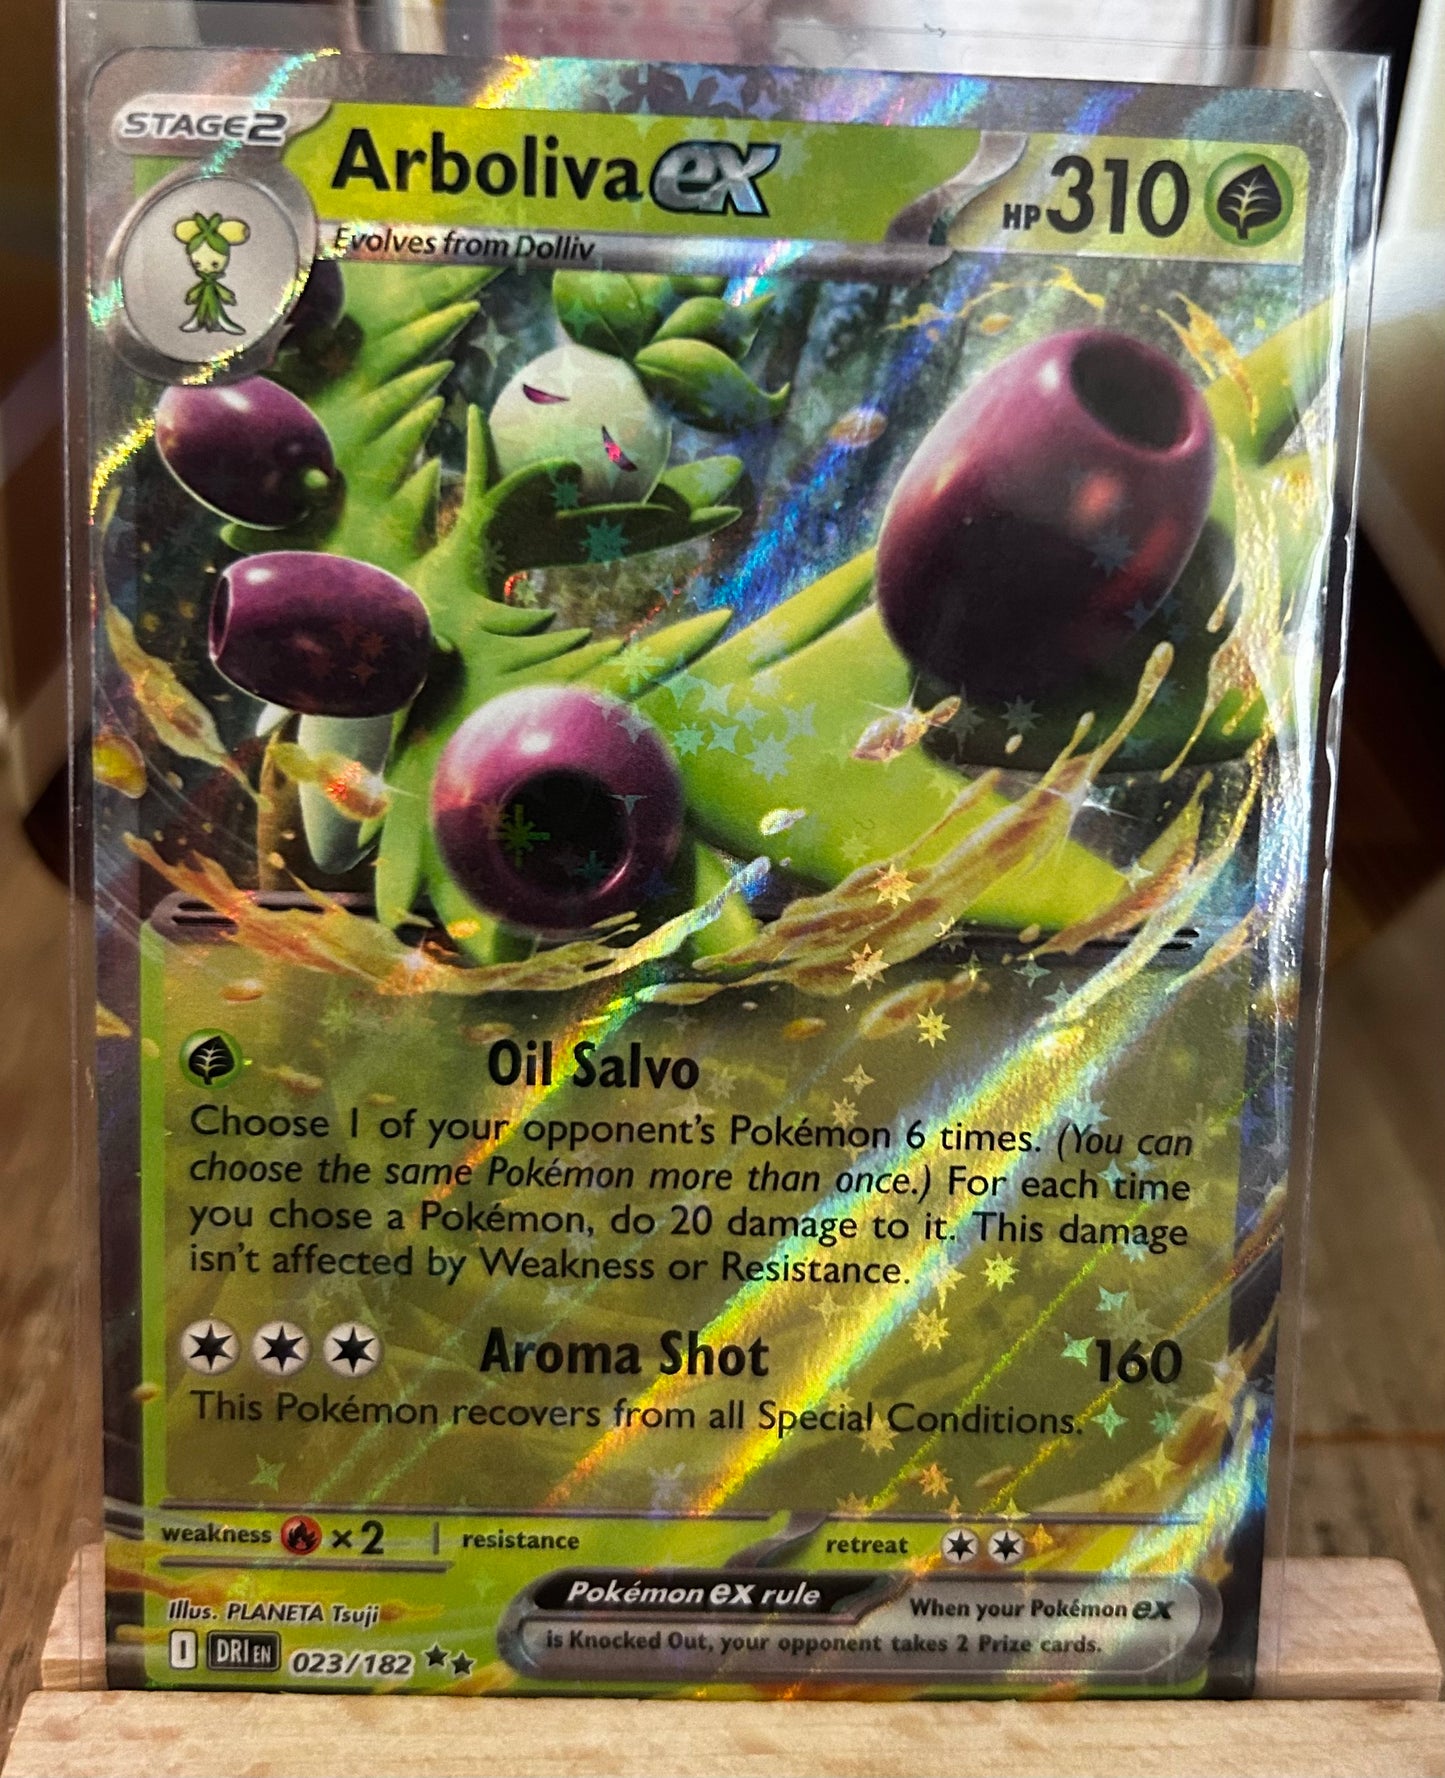 STAGE2
Arboliva ex
HP 310
Evolves from Dolliv
Oil Salvo
Choose 1 of your opponent's Pokémon 6 times. (You can
choose the same Pokémon more than once.) For each time
you chose a Pokémon, do 20 damage to it. This damage
isn't affected by Weakness or Resistance.
Aroma Shot 160
This Pokémon recovers from all Special Conditions.
weakness ×2 resistance retreat
Pokémon ex rule
When your Pokémon ex
is Knocked Out, your opponent takes 2 Prize cards.
Illus. PLANETA Tsuji
I DRI EN 023/182 ★★